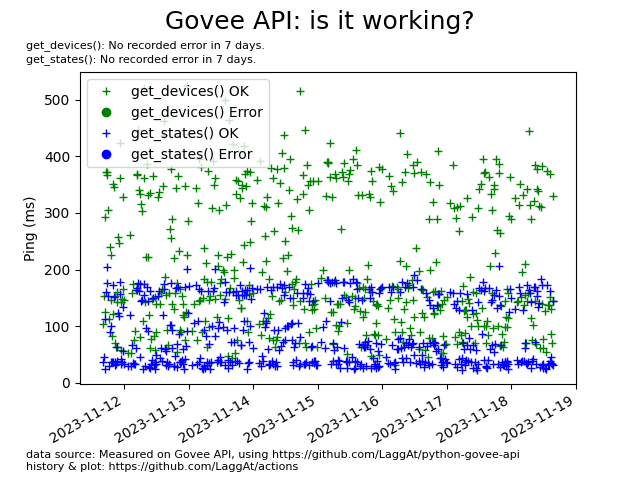 Govee API: is it working?
get_devices(): No recorded error in 7 days.
get_states(): No recorded error in 7 days.
get_devices() OK
get_devices() Error
get_states() OK
get_states() Error
Ping (ms)
500
400
300
200
100
0
2023-11-12
2023-11-13
2023-11-14
2023-11-15
2023-11-16
2023-11-17
2023-11-18
2023-11-19
data source: Measured on Govee API, using https://github.com/LaggAt/python-govee-api
history & plot: https://github.com/LaggAt/actions